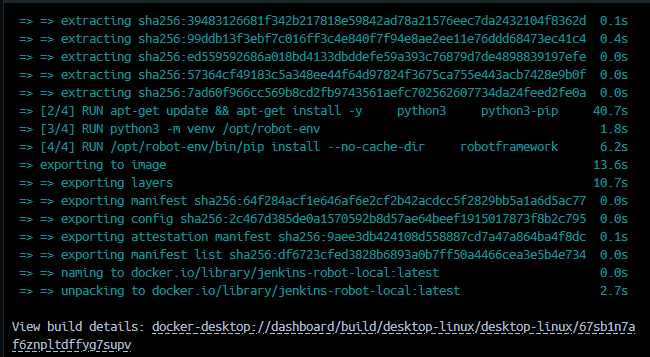 => => extracting sha256:39483126681f342b217818e59842ad78a21576eec7da2432104f8362d 0.1s
=> => extracting sha256:99ddb13f3ebf7c016ff3c4e840f7f94e8ae2ee11e76ddd68473ec41c4 0.4s
=> => extracting sha256:ed559592686a018bd4133dbddefe59a393c76879d7de4898839197efe 0.0s
=> => extracting sha256:57364cf49183c5a348ee44f64d97824f3675ca755e443acb7428e9b0f 0.0s
=> => extracting sha256:7ad60f966cc569b8cd2fb9743561aefc702562607734da24feed2fe0a 0.0s
=> [2/4] RUN apt-get update && apt-get install -y     python3     python3-pip     40.7s
=> [3/4] RUN python3 -m venv /opt/robot-env 1.8s
=> [4/4] RUN /opt/robot-env/bin/pip install --no-cache-dir     robotframework     6.2s
=> exporting to image 13.6s
=> => exporting layers 10.7s
=> => exporting manifest sha256:64f284acf1e646af6e2cf2b42acdcc5f2829bb5a1a6d5ac77 0.0s
=> => exporting config sha256:2c467d385de0a1570592b8d57ae64beef1915017873f8b2c795 0.0s
=> => exporting attestation manifest sha256:9aee3db424108d558887cd7a47a864ba4f8dc 0.1s
=> => exporting manifest list sha256:df6723cfed3828b6893a0b7ff50a4466cea3e5b4e734 0.0s
=> => naming to docker.io/library/jenkins-robot-local:latest 0.0s
=> => unpacking to docker.io/library/jenkins-robot-local:latest 2.7s
View build details: docker-desktop://dashboard/build/desktop-linux/desktop-linux/67sb1n7a
f6znpltdffyg7supv